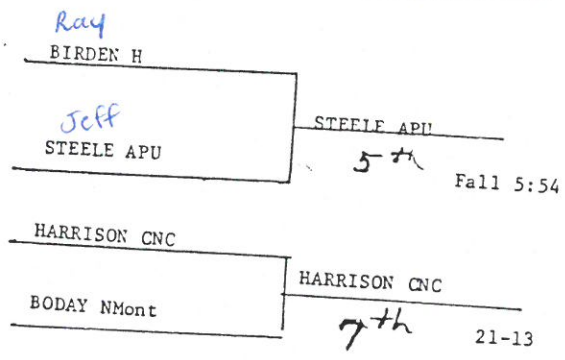 Ray
BIRDEN H
Jeff
STEELE APU
STEELE APU
5th
Fall 5:54
HARRISON CNC
BODAY NMont
HARRISON CNC
7th
21-13